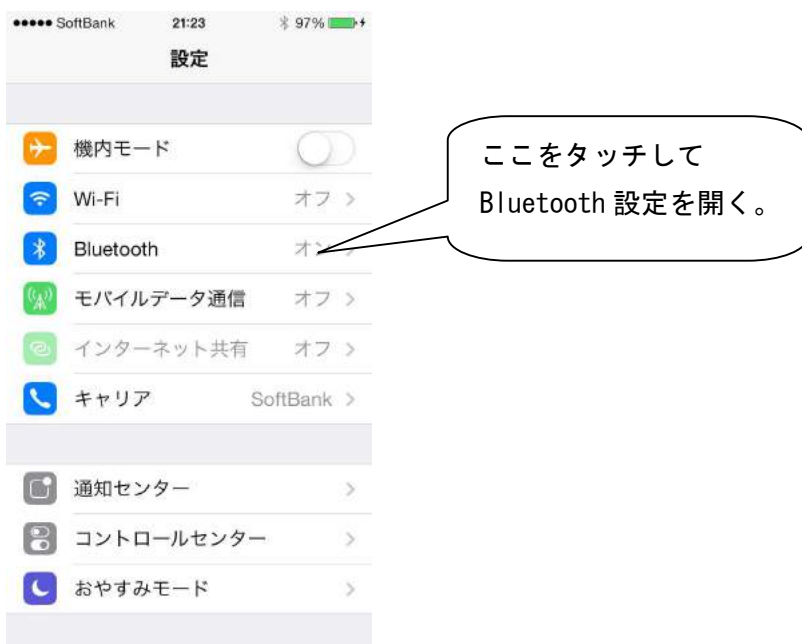 ●●●●● SoftBank 21:23 97%
設定
機内モード
Wi-Fi オフ >
Bluetooth オン >
モバイルデータ通信 オフ >
インターネット共有 オフ >
キャリア SoftBank >
通知センター >
コントロールセンター >
おやすみモード >
ここをタッチして
Bluetooth 設定を開く。